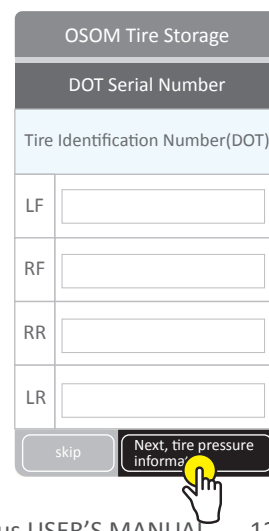 OSOM Tire Storage
DOT Serial Number
Tire Identification Number(DOT)
LF
RF
RR
LR
skip
Next, tire pressure
USER'S MANUAL